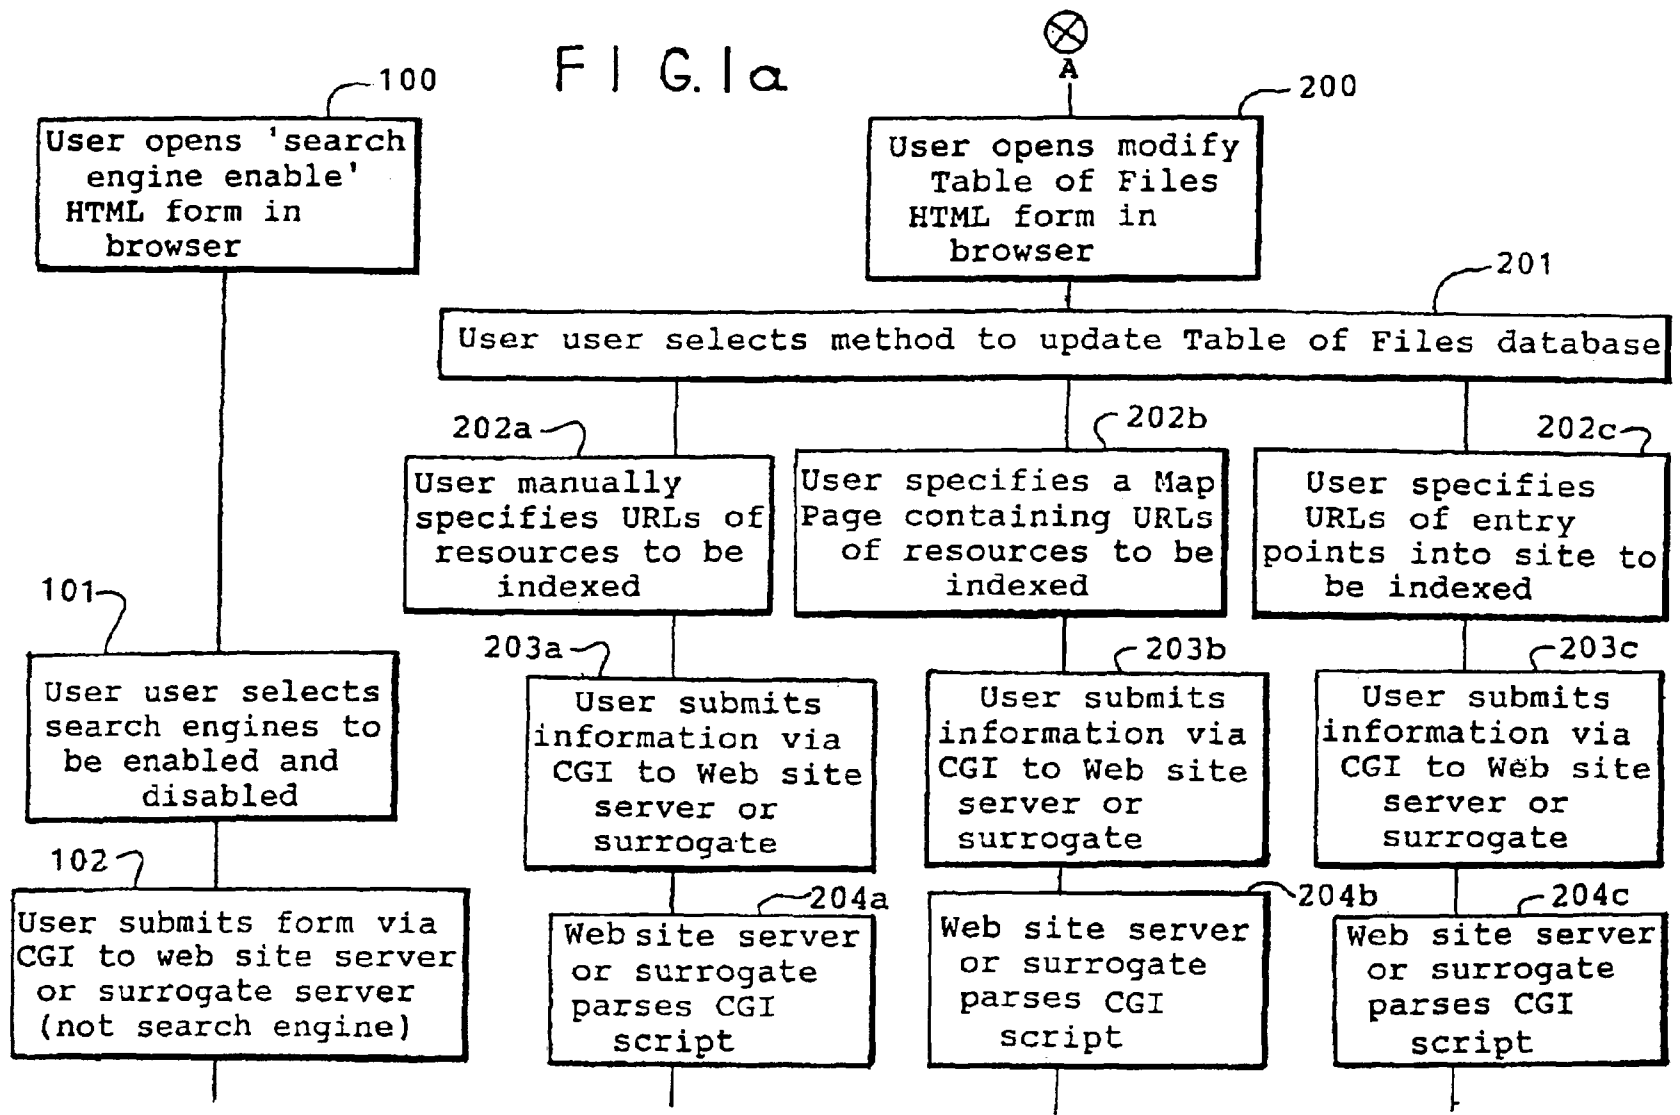 FIG.1a
A
100
User opens 'search
engine enable'
HTML form in
browser
200
User opens modify
Table of Files
HTML form in
browser
201
User user selects method to update Table of Files database
202a
User manually
specifies URLs of
resources to be
indexed
202b
User specifies a Map
Page containing URLs
of resources to be
indexed
202c
User specifies
URLs of entry
points into site to
be indexed
101
User user selects
search engines to
be enabled and
disabled
203a
User submits
information via
CGI to Web site
server or
surrogate
203b
User submits
information via
CGI to Web site
server or
surrogate
203c
User submits
information via
CGI to Web site
server or
surrogate
102
User submits form via
CGI to web site server
or surrogate server
(not search engine)
204a
Web site server
or surrogate
parses CGI
script
204b
Web site server
or surrogate
parses CGI
script
204c
Web site server
or surrogate
parses CGI
script